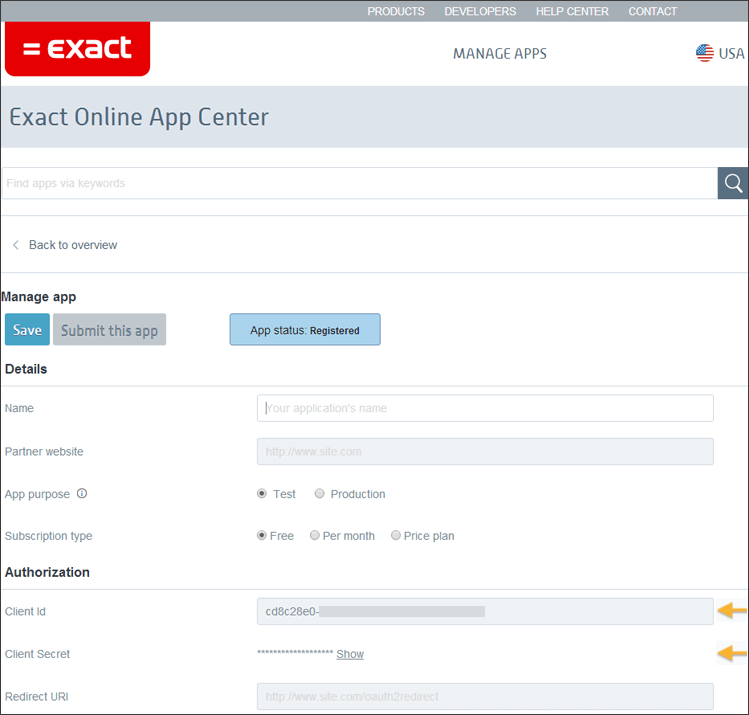 PRODUCTS DEVELOPERS HELP CENTER CONTACT
= exact
MANAGE APPS
USA
Exact Online App Center
Find apps via keywords
< Back to overview
Manage app
Save Submit this app App status: Registered
Details
Name Your application's name
Partner website http://www.site.com
App purpose Test Production
Subscription type Free Per month Price plan
Authorization
Client Id cd8c28e0-
Client Secret ******************* Show
Redirect URI http://www.site.com/oauth2redirect